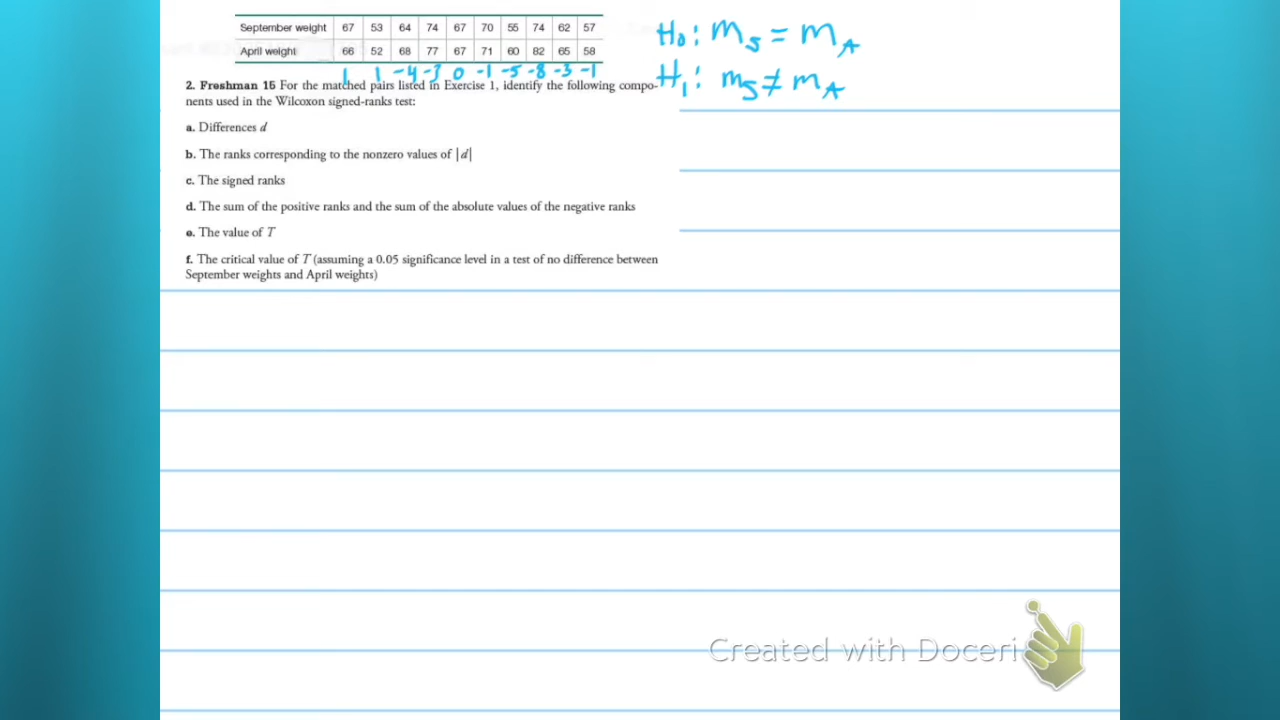 September weight 67 53 64 74 67 70 55 74 62 57
April weight 66 52 68 77 67 71 60 82 65 58
1 1 -4 -3 0 -1 -5 -8 -3 -1
H0: mS = mA
H1: mS ≠ mA
2. Freshman 15 For the matched pairs listed in Exercise 1, identify the following compo-
nents used in the Wilcoxon signed-ranks test:
a. Differences d
b. The ranks corresponding to the nonzero values of |d|
c. The signed ranks
d. The sum of the positive ranks and the sum of the absolute values of the negative ranks
e. The value of T
f. The critical value of T (assuming a 0.05 significance level in a test of no difference between
September weights and April weights)
Created with Doceri